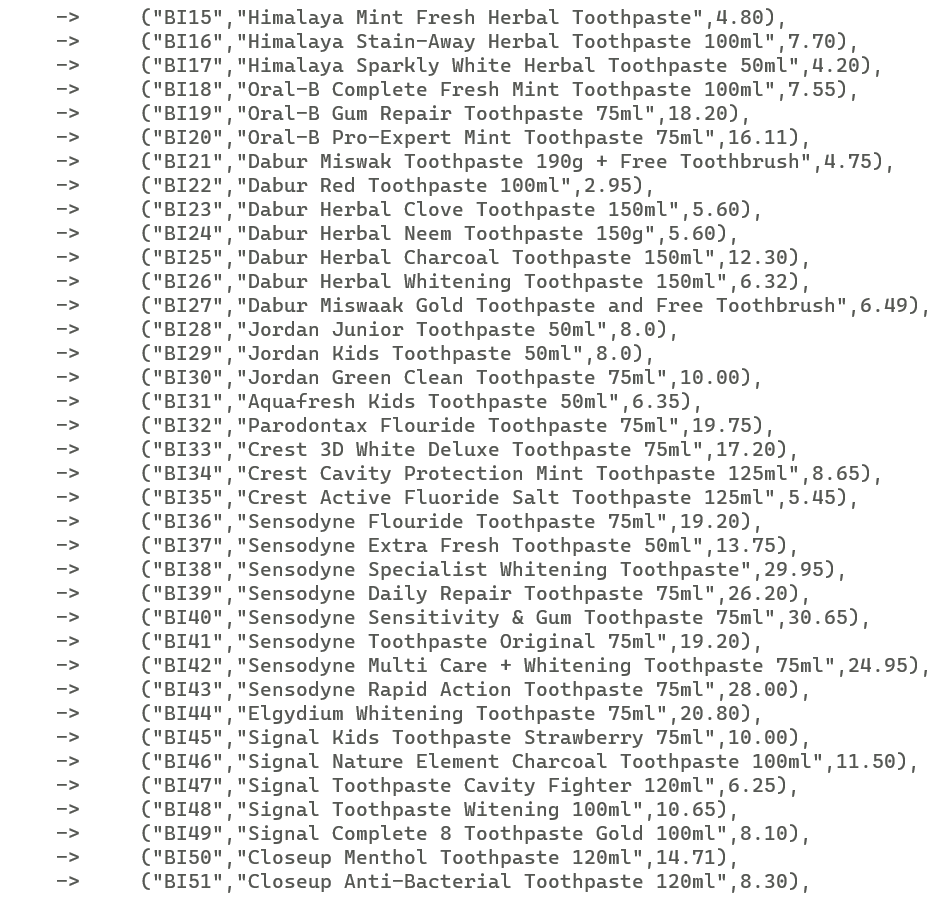 ->     ("BI15","Himalaya Mint Fresh Herbal Toothpaste",4.80),
->     ("BI16","Himalaya Stain-Away Herbal Toothpaste 100ml",7.70),
->     ("BI17","Himalaya Sparkly White Herbal Toothpaste 50ml",4.20),
->     ("BI18","Oral-B Complete Fresh Mint Toothpaste 100ml",7.55),
->     ("BI19","Oral-B Gum Repair Toothpaste 75ml",18.20),
->     ("BI20","Oral-B Pro-Expert Mint Toothpaste 75ml",16.11),
->     ("BI21","Dabur Miswak Toothpaste 190g + Free Toothbrush",4.75),
->     ("BI22","Dabur Red Toothpaste 100ml",2.95),
->     ("BI23","Dabur Herbal Clove Toothpaste 150ml",5.60),
->     ("BI24","Dabur Herbal Neem Toothpaste 150g",5.60),
->     ("BI25","Dabur Herbal Charcoal Toothpaste 150ml",12.30),
->     ("BI26","Dabur Herbal Whitening Toothpaste 150ml",6.32),
->     ("BI27","Dabur Miswaak Gold Toothpaste and Free Toothbrush",6.49),
->     ("BI28","Jordan Junior Toothpaste 50ml",8.0),
->     ("BI29","Jordan Kids Toothpaste 50ml",8.0),
->     ("BI30","Jordan Green Clean Toothpaste 75ml",10.00),
->     ("BI31","Aquafresh Kids Toothpaste 50ml",6.35),
->     ("BI32","Parodontax Flouride Toothpaste 75ml",19.75),
->     ("BI33","Crest 3D White Deluxe Toothpaste 75ml",17.20),
->     ("BI34","Crest Cavity Protection Mint Toothpaste 125ml",8.65),
->     ("BI35","Crest Active Fluoride Salt Toothpaste 125ml",5.45),
->     ("BI36","Sensodyne Flouride Toothpaste 75ml",19.20),
->     ("BI37","Sensodyne Extra Fresh Toothpaste 50ml",13.75),
->     ("BI38","Sensodyne Specialist Whitening Toothpaste",29.95),
->     ("BI39","Sensodyne Daily Repair Toothpaste 75ml",26.20),
->     ("BI40","Sensodyne Sensitivity & Gum Toothpaste 75ml",30.65),
->     ("BI41","Sensodyne Toothpaste Original 75ml",19.20),
->     ("BI42","Sensodyne Multi Care + Whitening Toothpaste 75ml",24.95),
->     ("BI43","Sensodyne Rapid Action Toothpaste 75ml",28.00),
->     ("BI44","Elgydium Whitening Toothpaste 75ml",20.80),
->     ("BI45","Signal Kids Toothpaste Strawberry 75ml",10.00),
->     ("BI46","Signal Nature Element Charcoal Toothpaste 100ml",11.50),
->     ("BI47","Signal Toothpaste Cavity Fighter 120ml",6.25),
->     ("BI48","Signal Toothpaste Witening 100ml",10.65),
->     ("BI49","Signal Complete 8 Toothpaste Gold 100ml",8.10),
->     ("BI50","Closeup Menthol Toothpaste 120ml",14.71),
->     ("BI51","Closeup Anti-Bacterial Toothpaste 120ml",8.30),